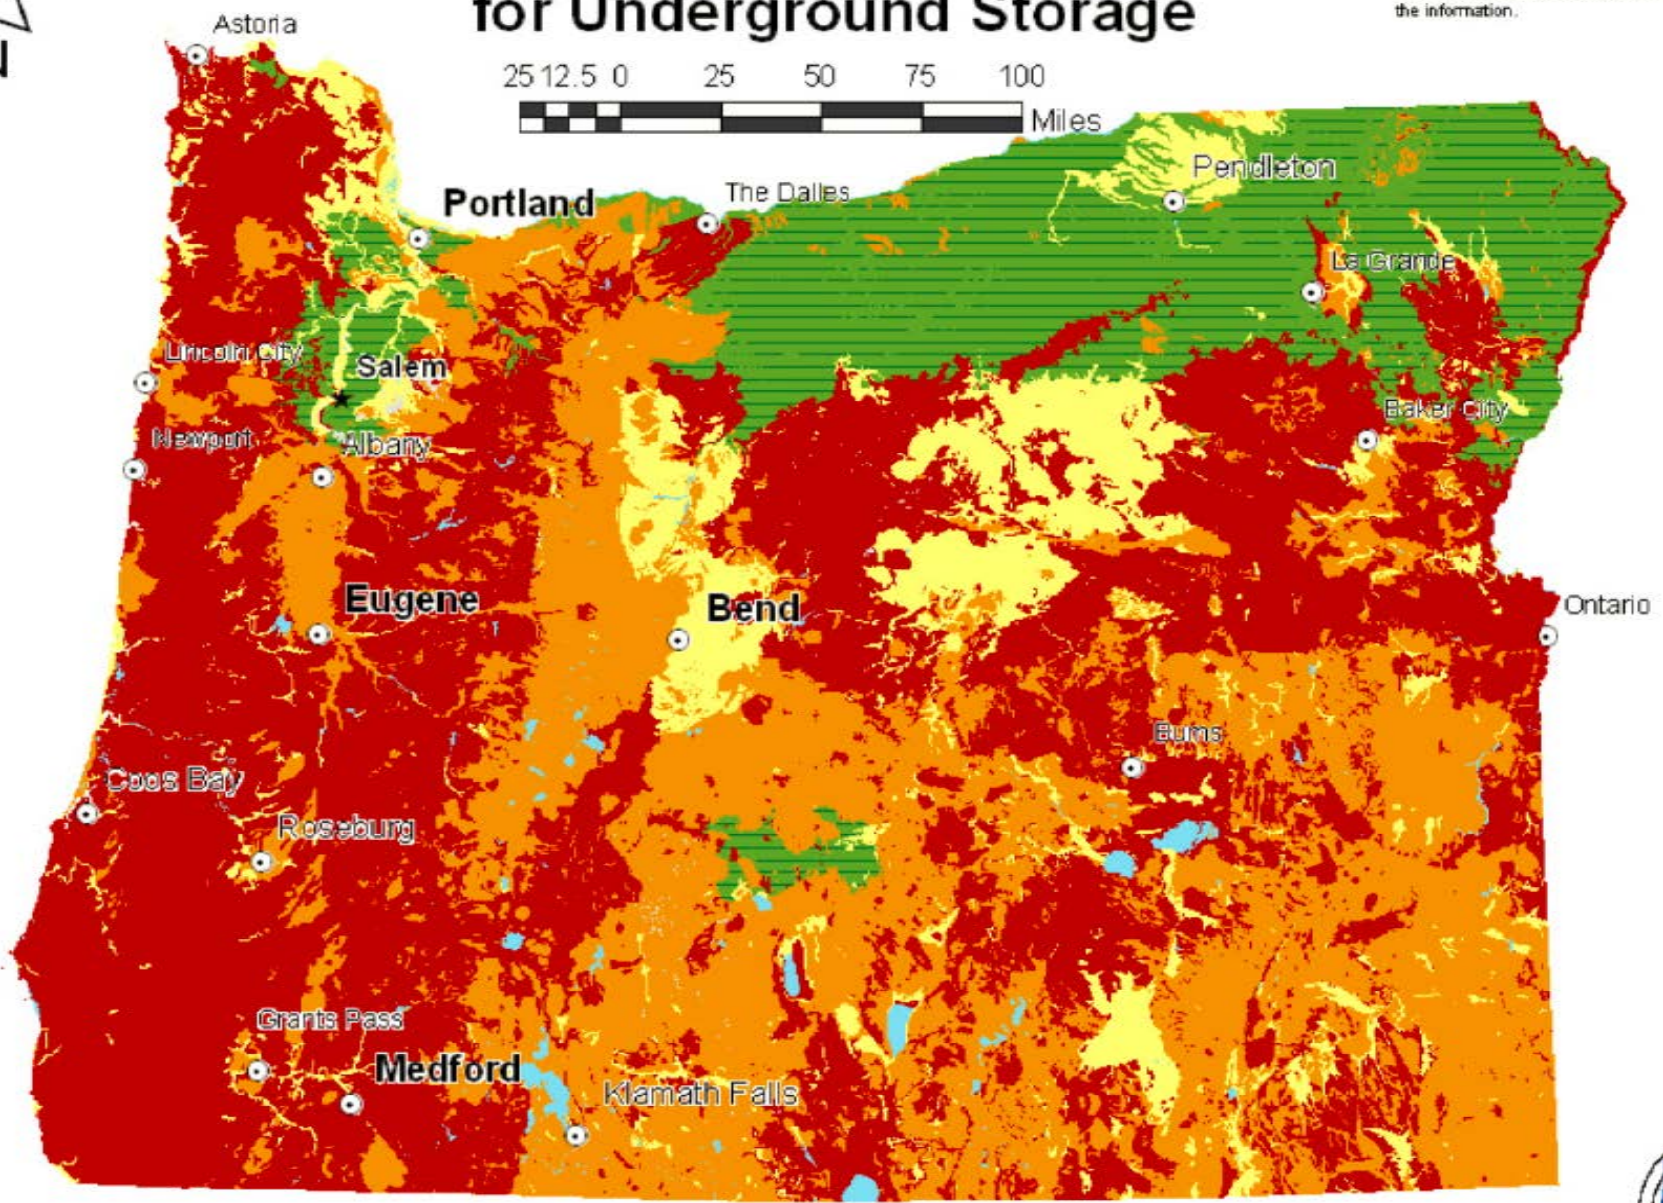 for Underground Storage
the information.
Astoria
25 12.5 0 25 50 75 100
Miles
Pendleton
Portland
The Dalles
La Grande
Lincoln City
Salem
Baker City
Newport
Albany
Eugene
Bend
Ontario
Burns
Coos Bay
Roseburg
Grants Pass
Medford
Klamath Falls